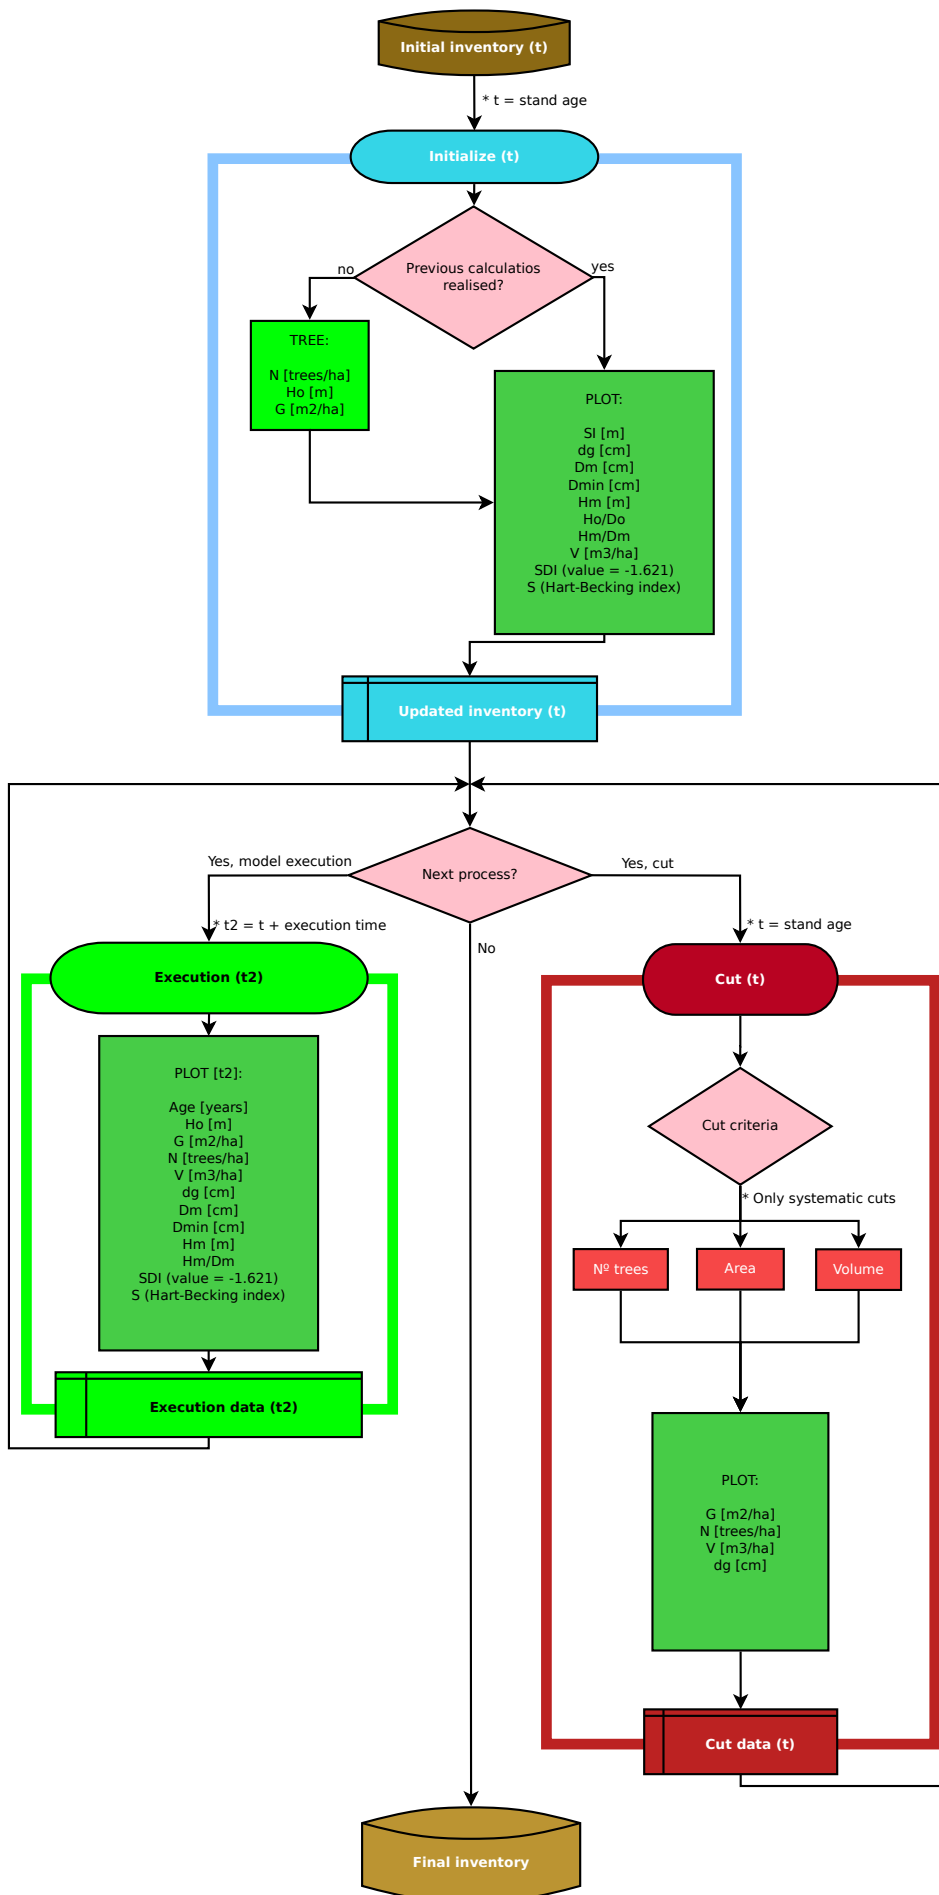 Initial inventory (t)
* t = stand age
Initialize (t)
Previous calculatios
realised?
no
yes
TREE:
N [trees/ha]
Ho [m]
G [m2/ha]
PLOT:
SI [m]
dg [cm]
Dm [cm]
Dmin [cm]
Hm [m]
Ho/Do
Hm/Dm
V [m3/ha]
SDI (value = -1.621)
S (Hart-Becking index)
Updated inventory (t)
Next process?
Yes, model execution
Yes, cut
No
* t2 = t + execution time
Execution (t2)
PLOT [t2]:
Age [years]
Ho [m]
G [m2/ha]
N [trees/ha]
V [m3/ha]
dg [cm]
Dm [cm]
Dmin [cm]
Hm [m]
Hm/Dm
SDI (value = -1.621)
S (Hart-Becking index)
Execution data (t2)
* t = stand age
Cut (t)
Cut criteria
* Only systematic cuts
Nº trees
Area
Volume
PLOT:
G [m2/ha]
N [trees/ha]
V [m3/ha]
dg [cm]
Cut data (t)
Final inventory